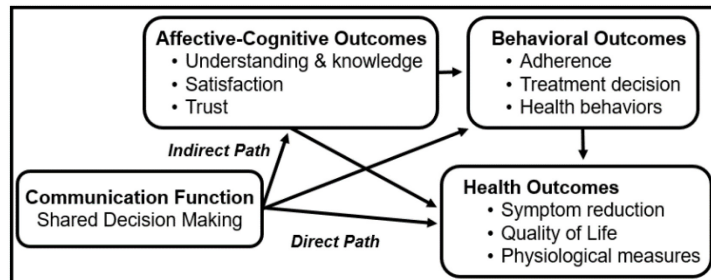 Affective-Cognitive Outcomes
• Understanding & knowledge
• Satisfaction
• Trust
Behavioral Outcomes
• Adherence
• Treatment decision
• Health behaviors
Indirect Path
Communication Function
Shared Decision Making
Direct Path
Health Outcomes
• Symptom reduction
• Quality of Life
• Physiological measures